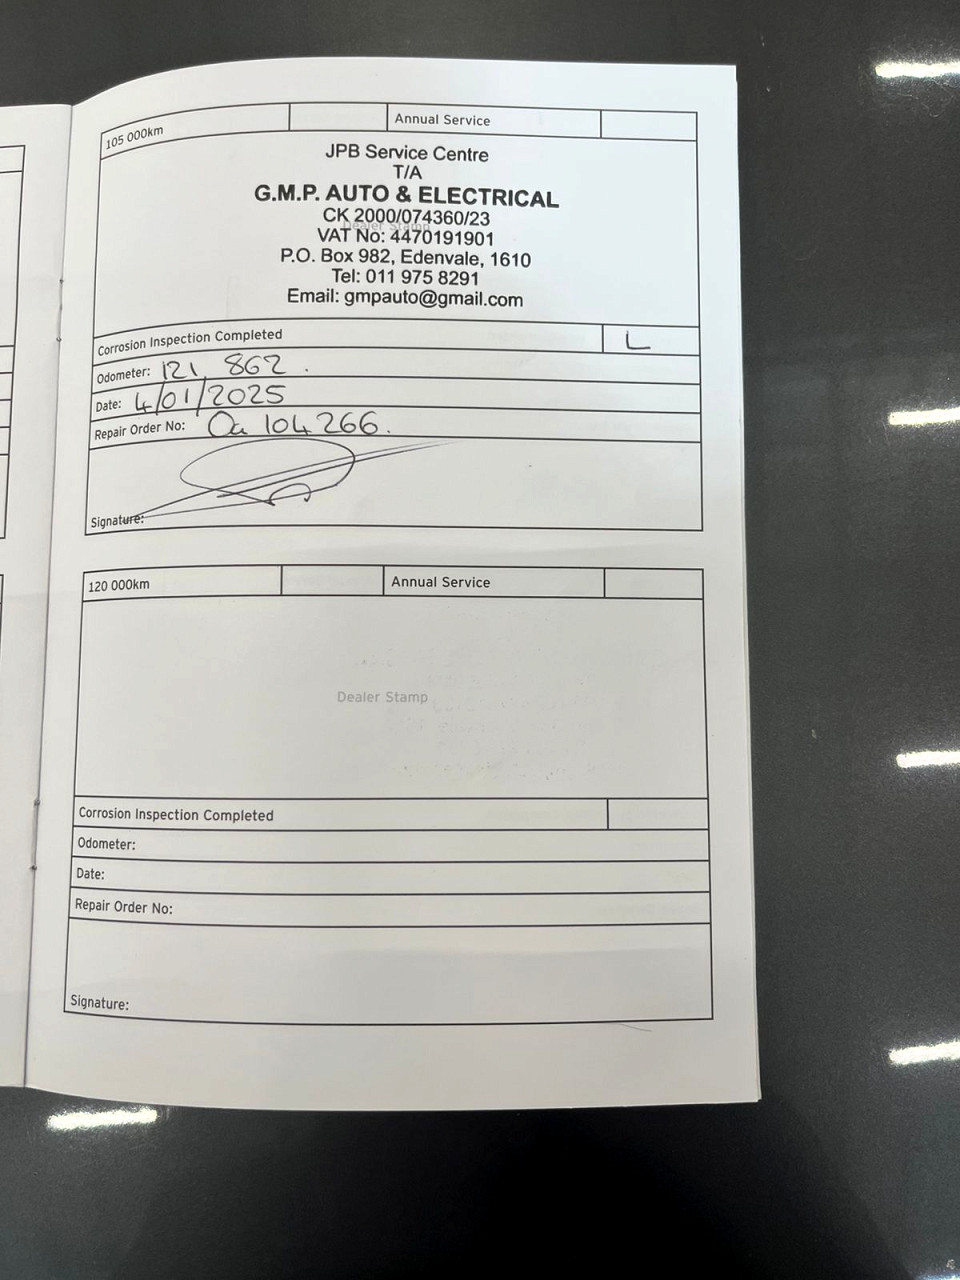 105 000km Annual Service
JPB Service Centre
T/A
G.M.P. AUTO & ELECTRICAL
CK 2000/074360/23
Dealer Stamp
VAT No: 4470191901
P.O. Box 982, Edenvale, 1610
Tel: 011 975 8291
Email: gmpauto@gmail.com
Corrosion Inspection Completed L
Odometer: 121 862.
Date: 4/01/2025
Repair Order No: Oa 104266.
Signature:
120 000km Annual Service
Dealer Stamp
Corrosion Inspection Completed
Odometer:
Date:
Repair Order No:
Signature: